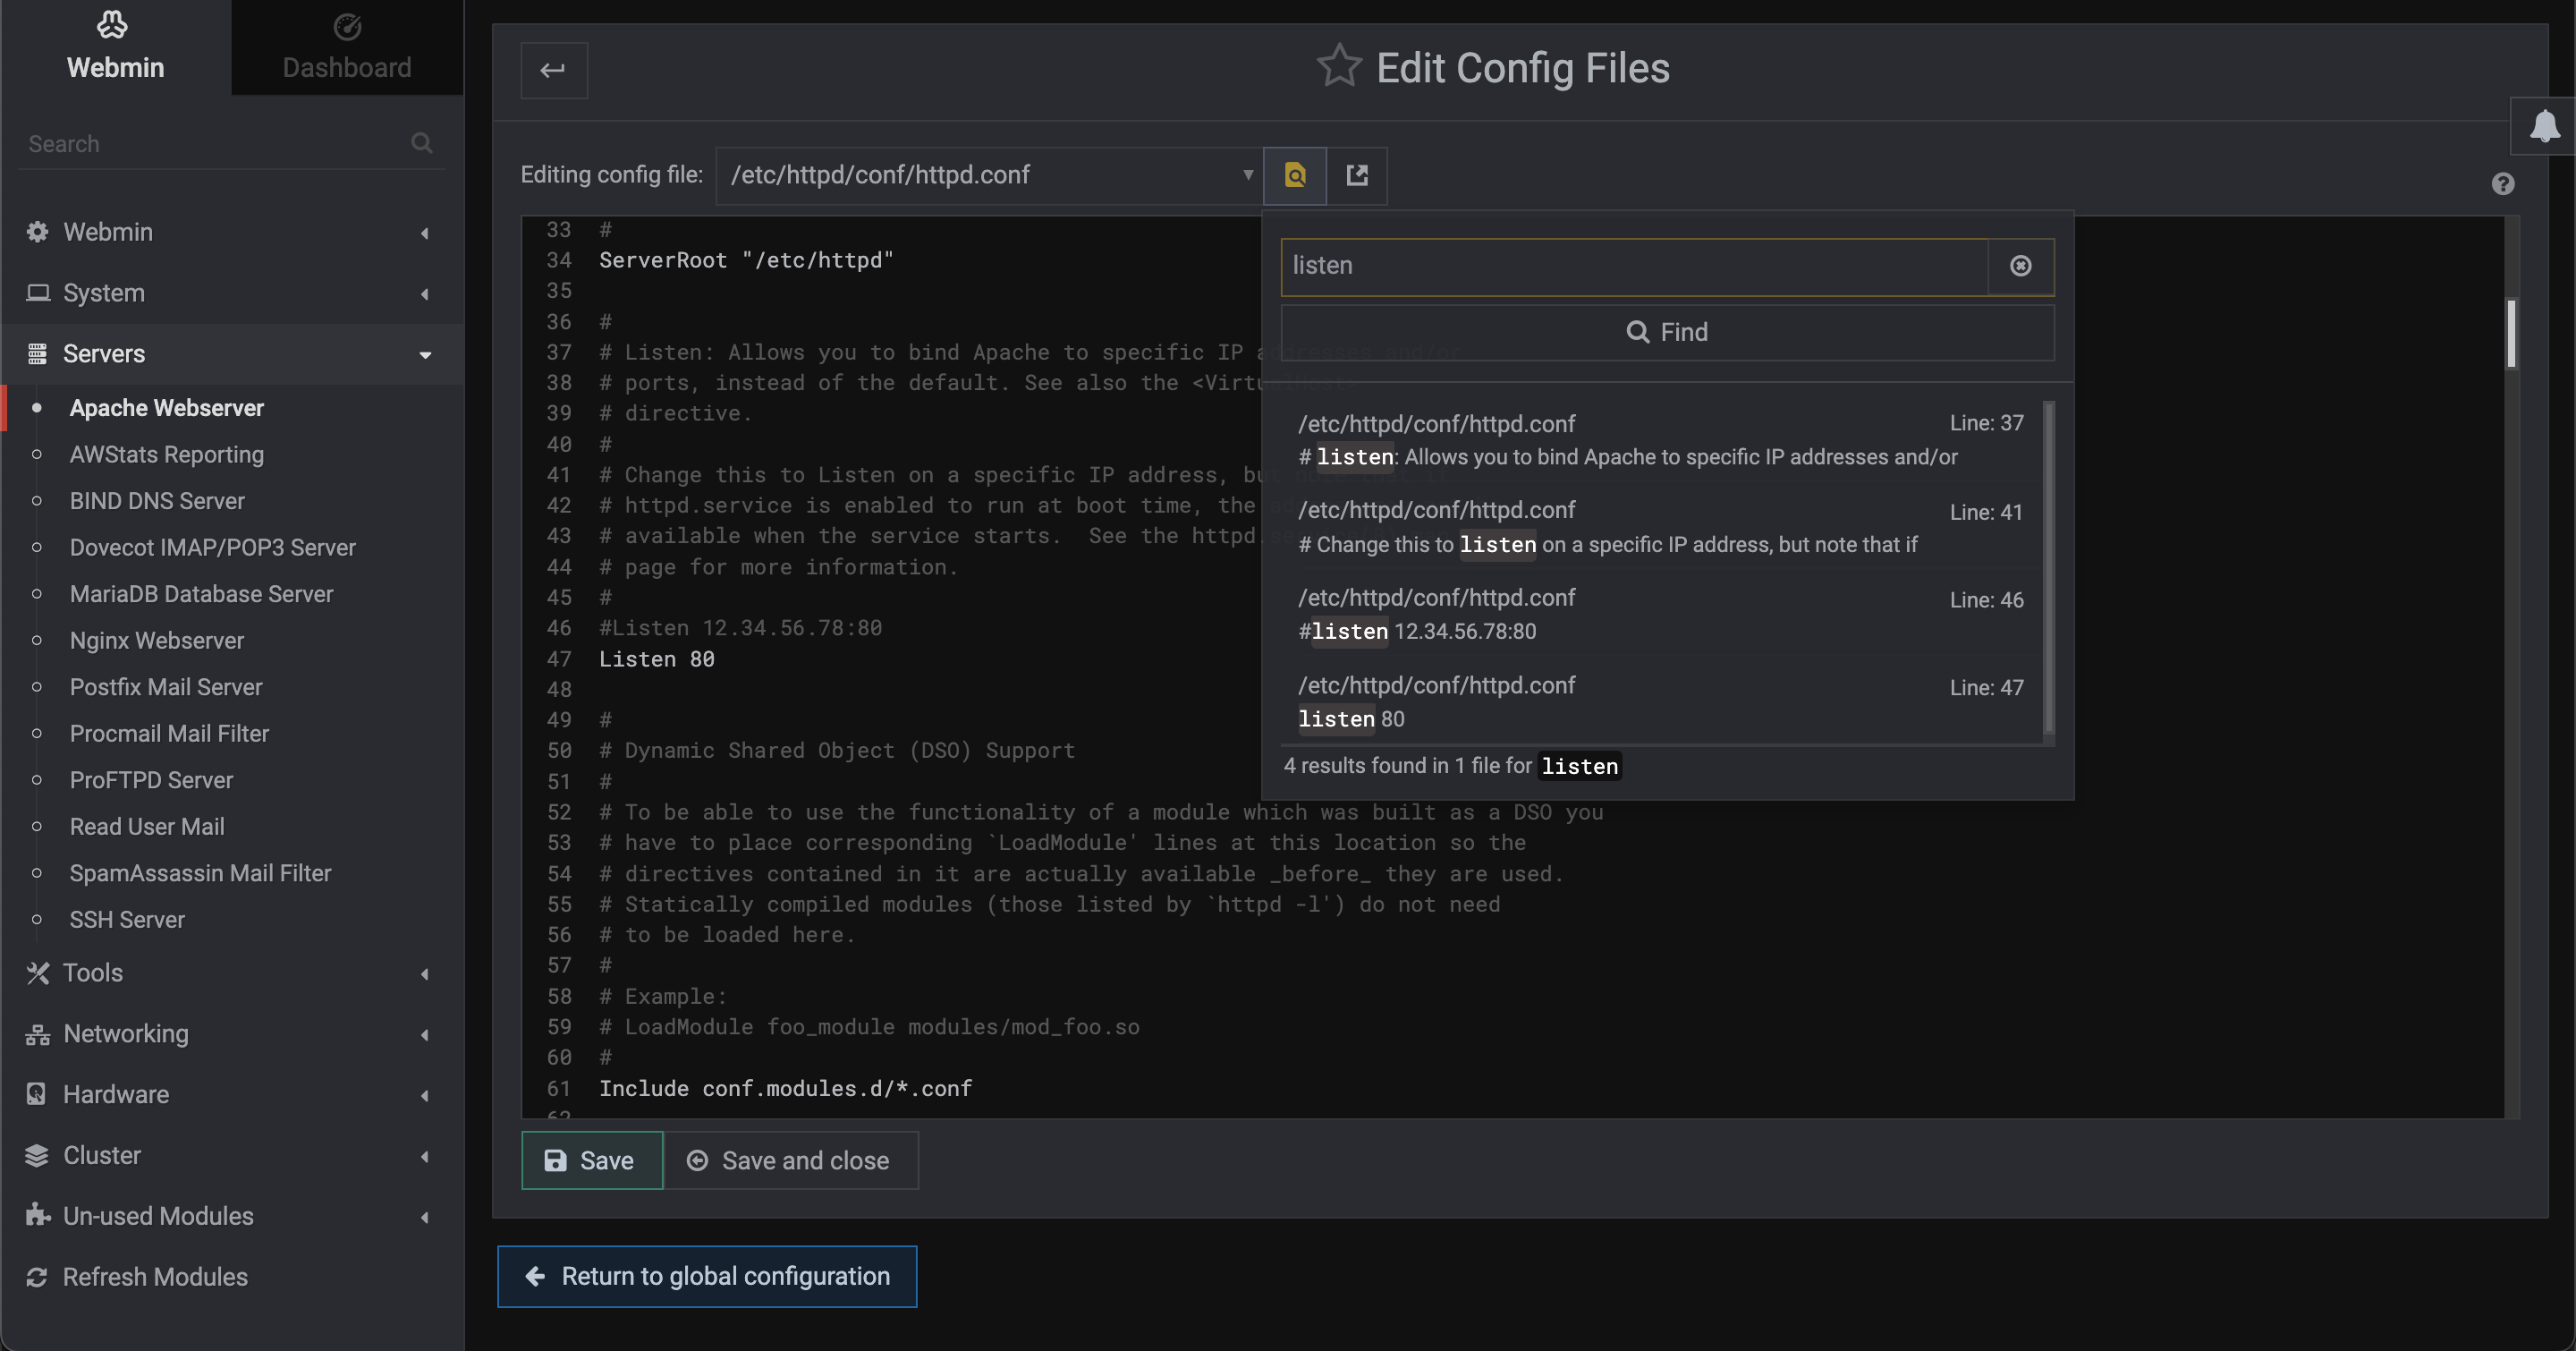 Webmin
Dashboard
Search
Webmin
System
Servers
Apache Webserver
AWStats Reporting
BIND DNS Server
Dovecot IMAP/POP3 Server
MariaDB Database Server
Nginx Webserver
Postfix Mail Server
Procmail Mail Filter
ProFTPD Server
Read User Mail
SpamAssassin Mail Filter
SSH Server
Tools
Networking
Hardware
Cluster
Un-used Modules
Refresh Modules
Edit Config Files
Editing config file: /etc/httpd/conf/httpd.conf
33 #
34 ServerRoot "/etc/httpd"
35
36 #
37 # Listen: Allows you to bind Apache to specific IP addresses and/or
38 # ports, instead of the default. See also the <VirtualHost>
39 # directive.
40 #
41 # Change this to Listen on a specific IP address, but note that if
42 # httpd.service is enabled to run at boot time, the
43 # available when the service starts.  See the httpd.
44 # page for more information.
45 #
46 #Listen 12.34.56.78:80
47 Listen 80
48
49 #
50 # Dynamic Shared Object (DSO) Support
51 #
52 # To be able to use the functionality of a module which was built as a DSO you
53 # have to place corresponding `LoadModule' lines at this location so the
54 # directives contained in it are actually available _before_ they are used.
55 # Statically compiled modules (those listed by `httpd -l') do not need
56 # to be loaded here.
57 #
58 # Example:
59 # LoadModule foo_module modules/mod_foo.so
60 #
61 Include conf.modules.d/*.conf
62
listen
Find
/etc/httpd/conf/httpd.conf Line: 37
# listen: Allows you to bind Apache to specific IP addresses and/or
/etc/httpd/conf/httpd.conf Line: 41
# Change this to listen on a specific IP address, but note that if
/etc/httpd/conf/httpd.conf Line: 46
#listen 12.34.56.78:80
/etc/httpd/conf/httpd.conf Line: 47
listen 80
4 results found in 1 file for listen
Save
Save and close
Return to global configuration